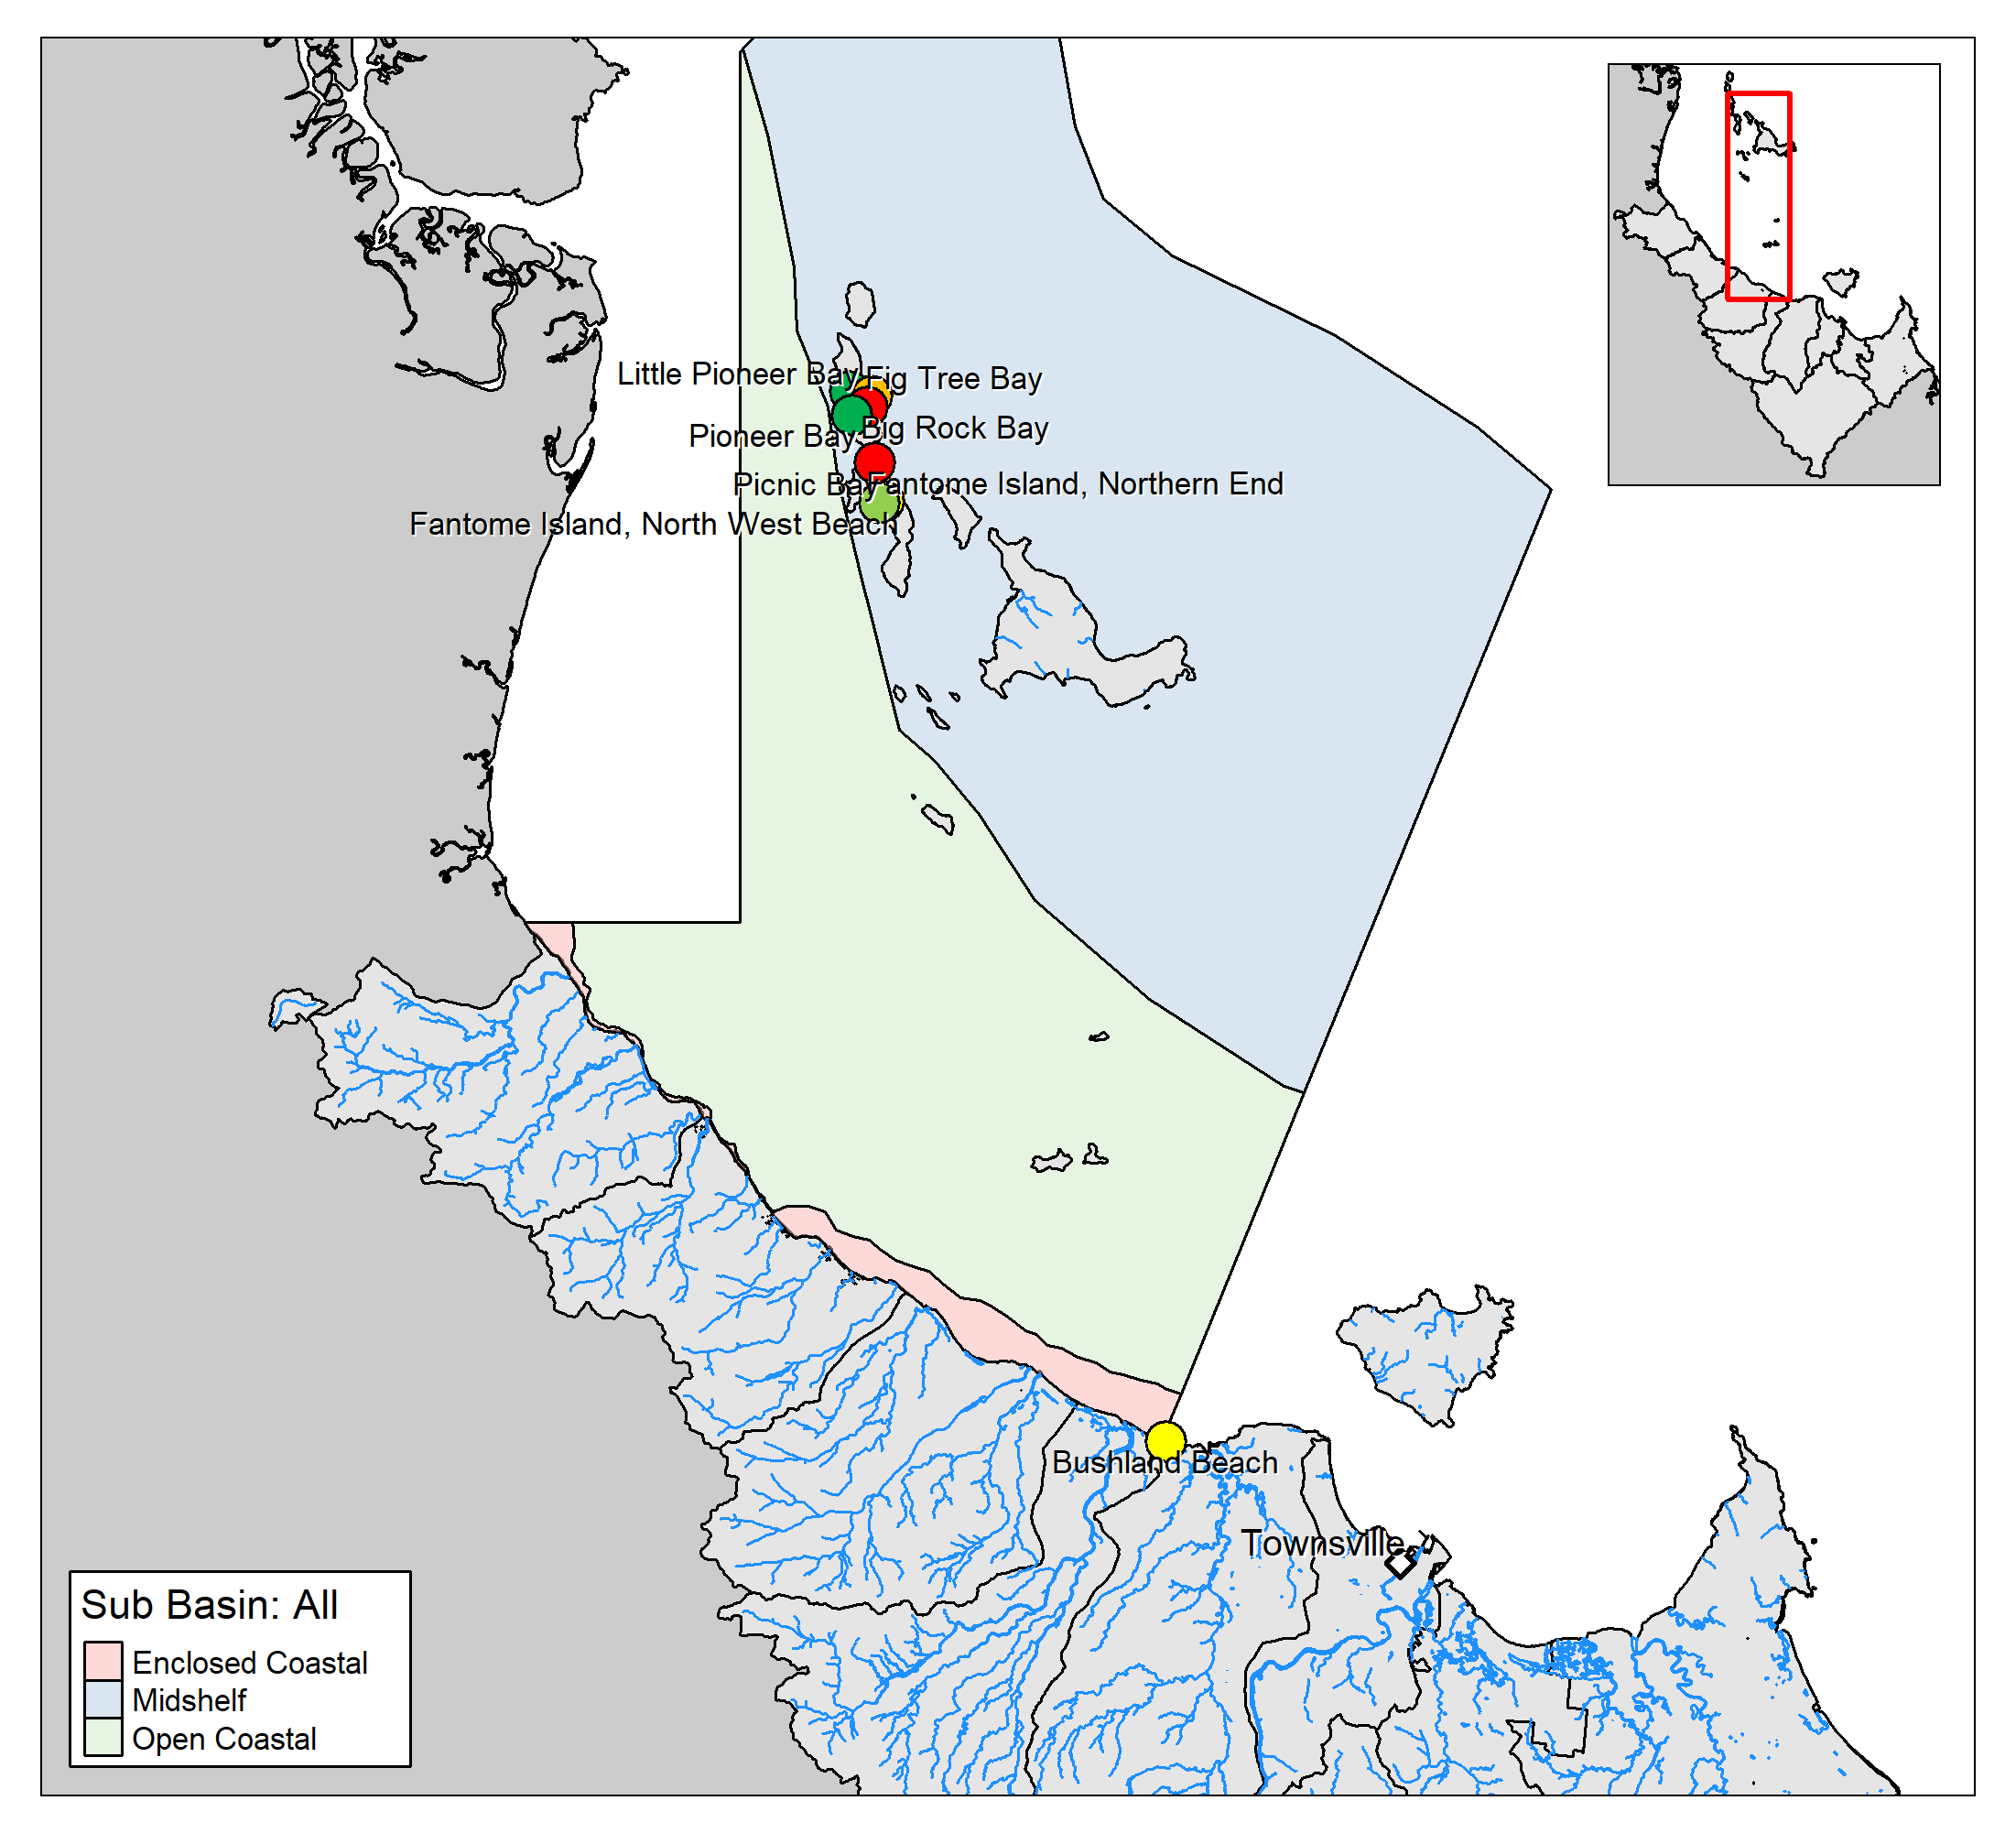 Little Pioneer Bay
Fig Tree Bay
Big Rock Bay
Pioneer Bay
Picnic Bay
Fantome Island, Northern End
Fantome Island, North West Beach
Bushland Beach
Townsville
Sub Basin: All
Enclosed Coastal
Midshelf
Open Coastal